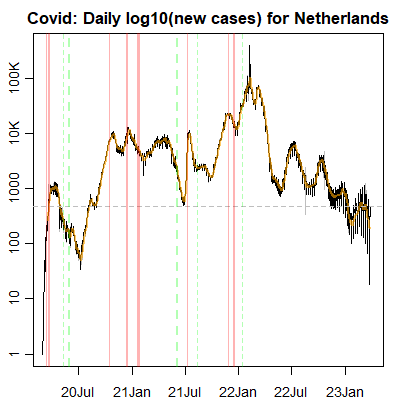 Covid: Daily log10(new cases) for Netherlands
100K
10K
1000
100
10
1
20Jul 21Jan 21Jul 22Jan 22Jul 23Jan